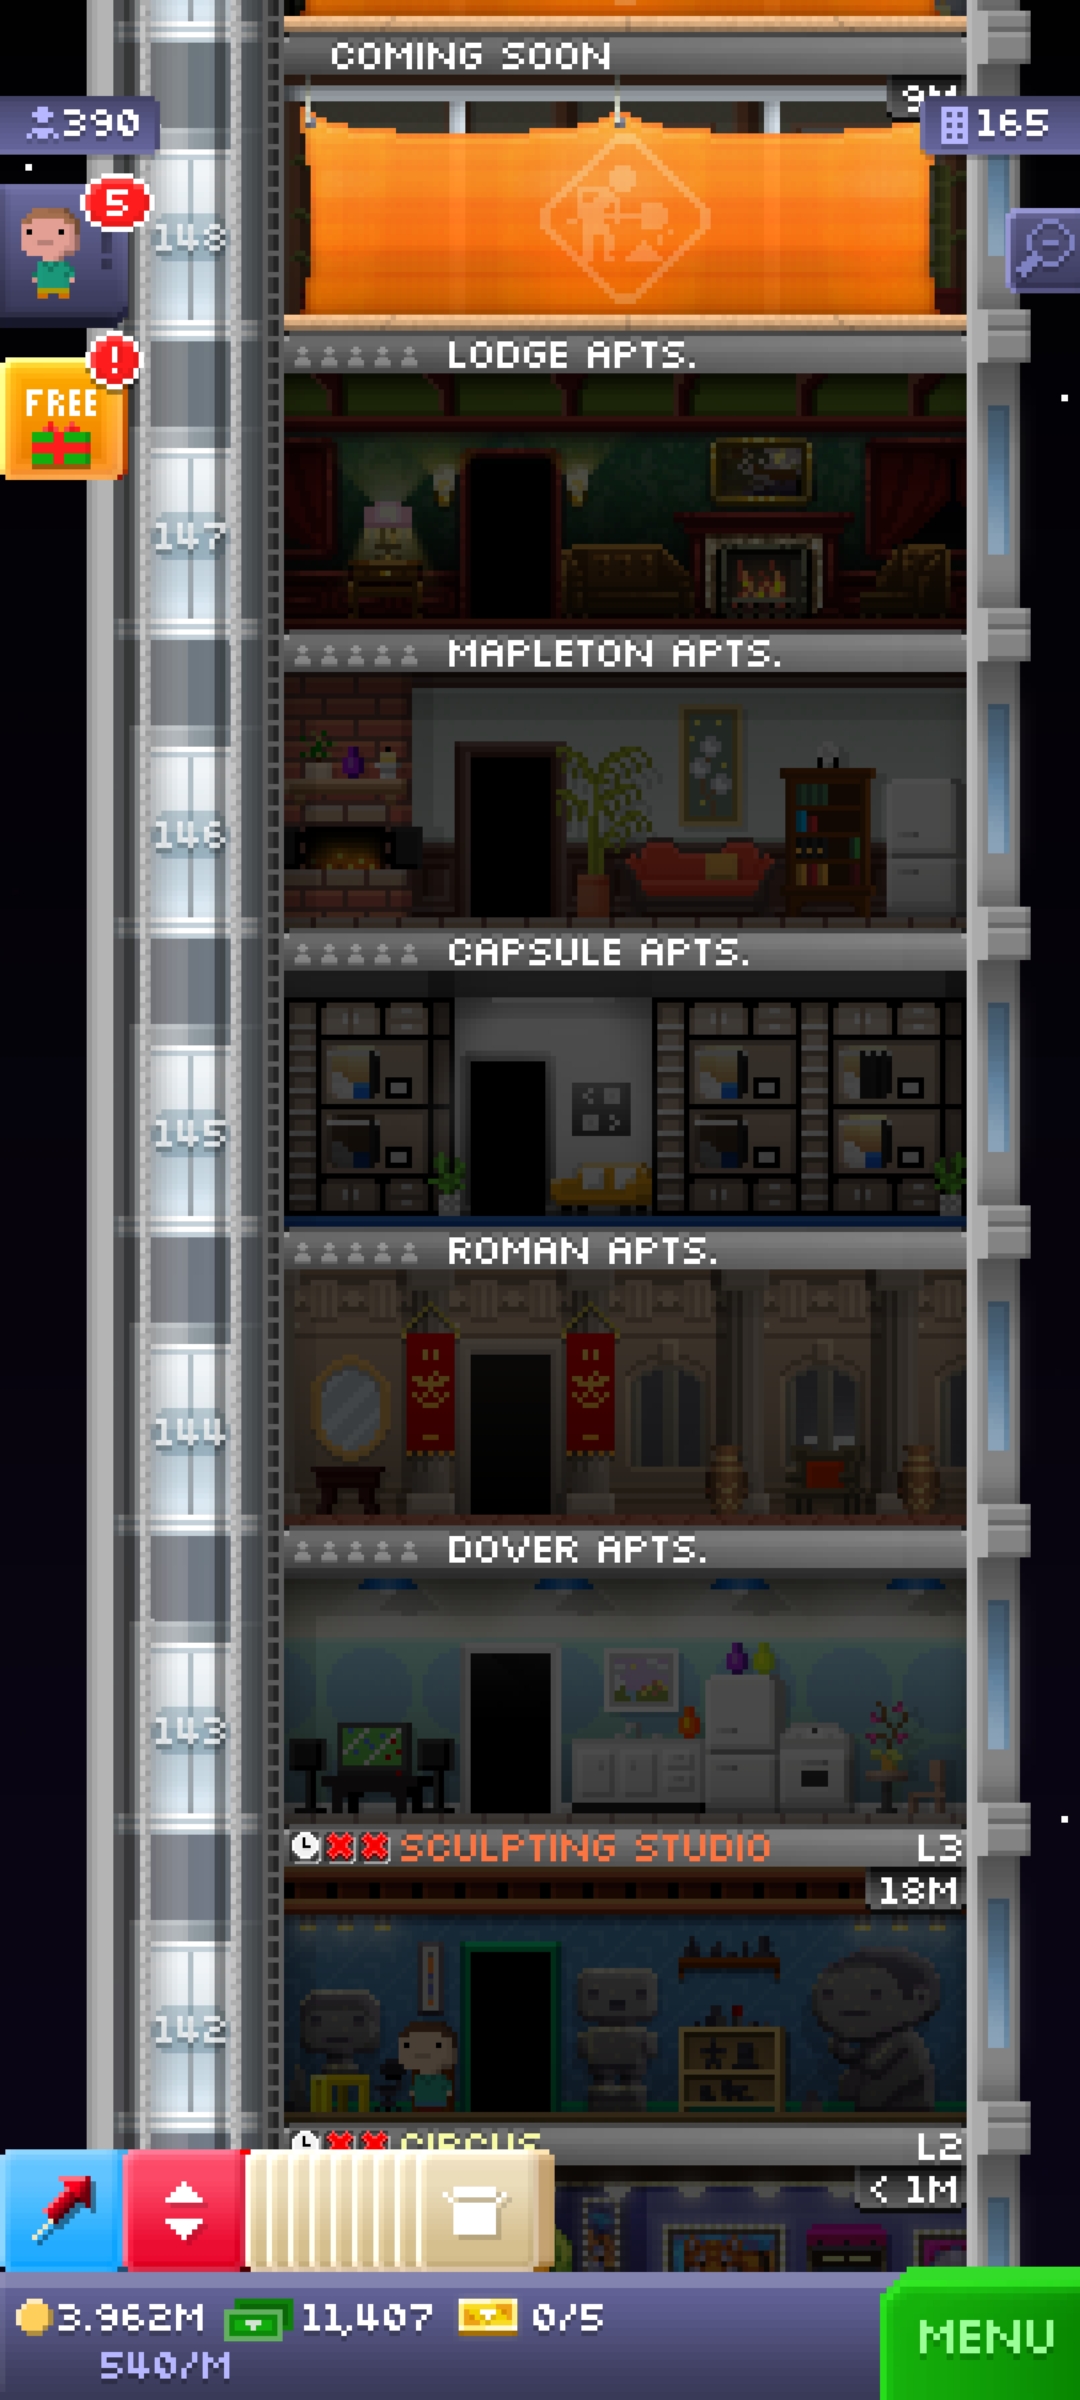 COMING SOON
9M
390
165
5
148
!
FREE
LODGE APTS.
147
MAPLETON APTS.
146
CAPSULE APTS.
145
ROMAN APTS.
144
DOVER APTS.
143
SCULPTING STUDIO L3
18M
142
CIRCUS L2
< 1M
3.962M 11,407 0/5
540/M
MENU